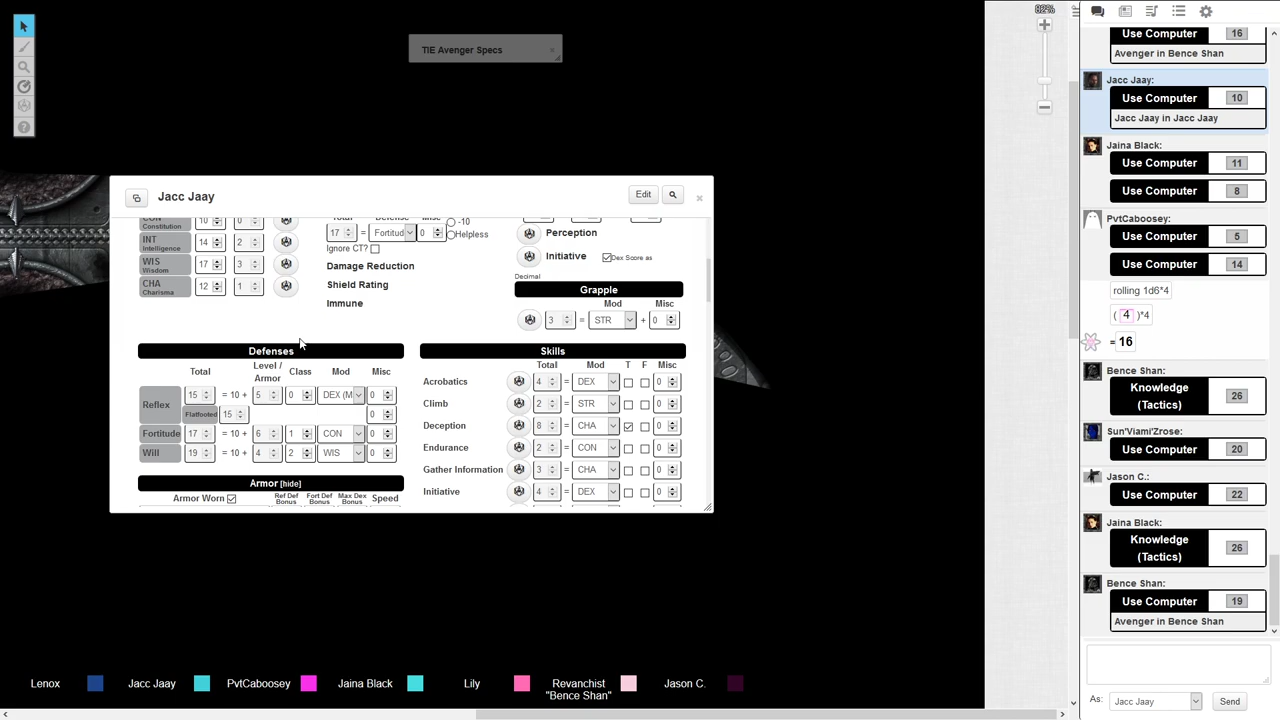 82%
TIE Avenger Specs
Use Computer 16
Avenger in Bence Shan
Jacc Jaay:
Use Computer 10
Jacc Jaay in Jacc Jaay
Jaina Black:
Use Computer 11
Use Computer 8
PvtCaboosey:
Use Computer 5
Use Computer 14
rolling 1d6*4
( 4 )*4
= 16
Bence Shan:
Knowledge (Tactics) 26
Sun'Viami'Zrose:
Use Computer 20
Jason C.:
Use Computer 22
Jaina Black:
Knowledge (Tactics) 26
Bence Shan:
Use Computer 19
Avenger in Bence Shan
As: Jacc Jaay Send
Jacc Jaay Edit
CON Constitution 10 0
INT Intelligence 14 2
WIS Wisdom 17 3
CHA Charisma 12 1
Total Defense Misc
17 = Fortitud 0
-10
Helpless
Ignore CT?
Damage Reduction
Shield Rating
Immune
Perception
Initiative Dex Score as
Decimal
Grapple
Mod Misc
3 = STR + 0
Defenses
Total Level / Armor Class Mod Misc
Reflex 15 = 10 + 5 0 DEX (M 0
Flatfooted 15 0
Fortitude 17 = 10 + 6 1 CON 0
Will 19 = 10 + 4 2 WIS 0
Armor [hide]
Armor Worn Ref Def Bonus Fort Def Bonus Max Dex Bonus Speed
Skills
Total Mod T F Misc
Acrobatics 4 = DEX 0
Climb 2 = STR 0
Deception 8 = CHA 0
Endurance 2 = CON 0
Gather Information 3 = CHA 0
Initiative 4 = DEX 0
Lenox Jacc Jaay PvtCaboosey Jaina Black Lily Revanchist "Bence Shan" Jason C.